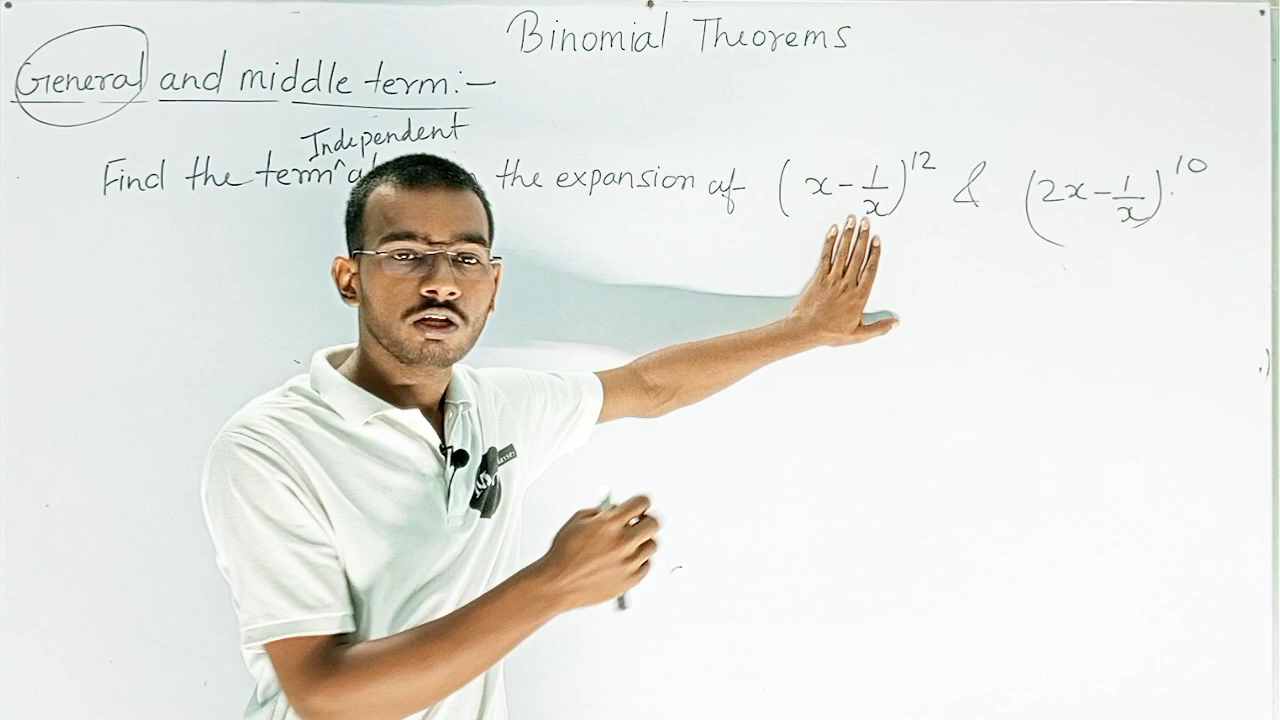 Binomial Theorems
General and middle term:-
Independent
Find the term^ the expansion of (x - 1/x)^12 & (2x - 1/x)^10